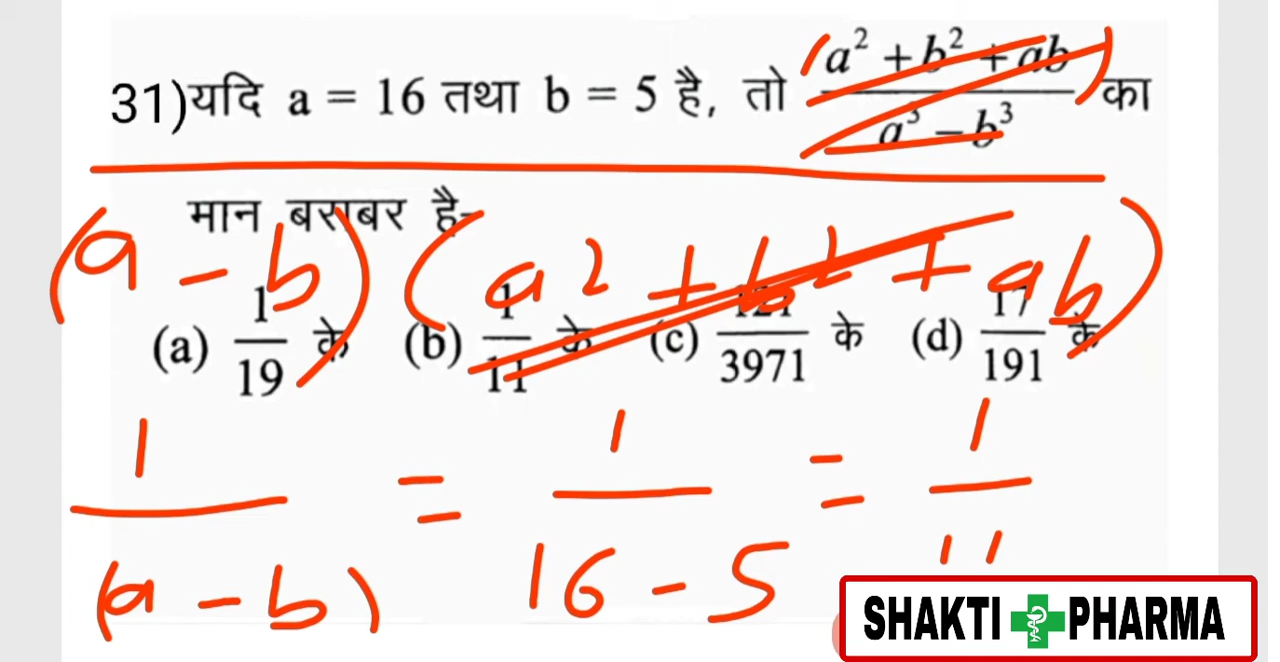 31)यदि a = 16 तथा b = 5 है, तो (a² + b² + ab / a³ − b³) का
मान बराबर है-
(a − b) (a² + b² + ab)
(a) 1/19 के (b) 1/11 के (c) 121/3971 के (d) 17/191 के
1/(a − b) = 1/16 − 5 = 1/11
SHAKTI PHARMA